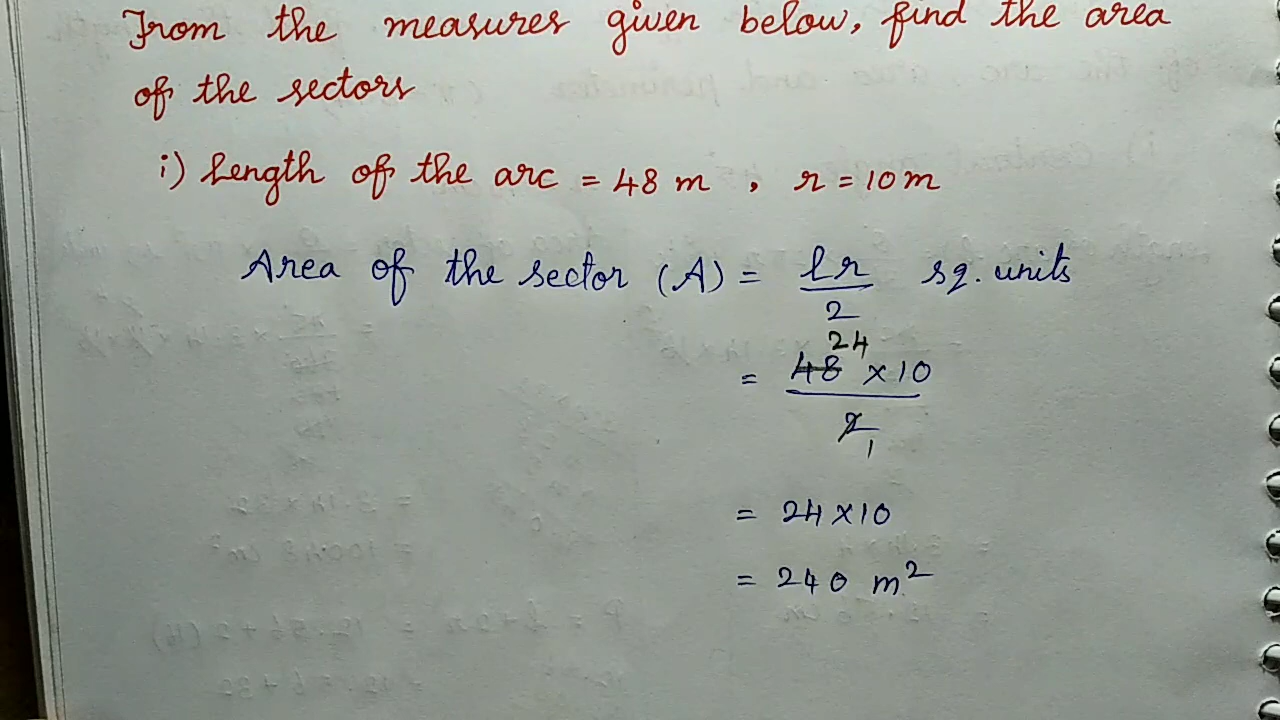 From the measures given below, find the area
of the sectors
i) Length of the arc = 48 m , r = 10 m
Area of the sector (A) = lr/2 sq. units
24
= 48 × 10
2 1
= 24 × 10
= 240 m²